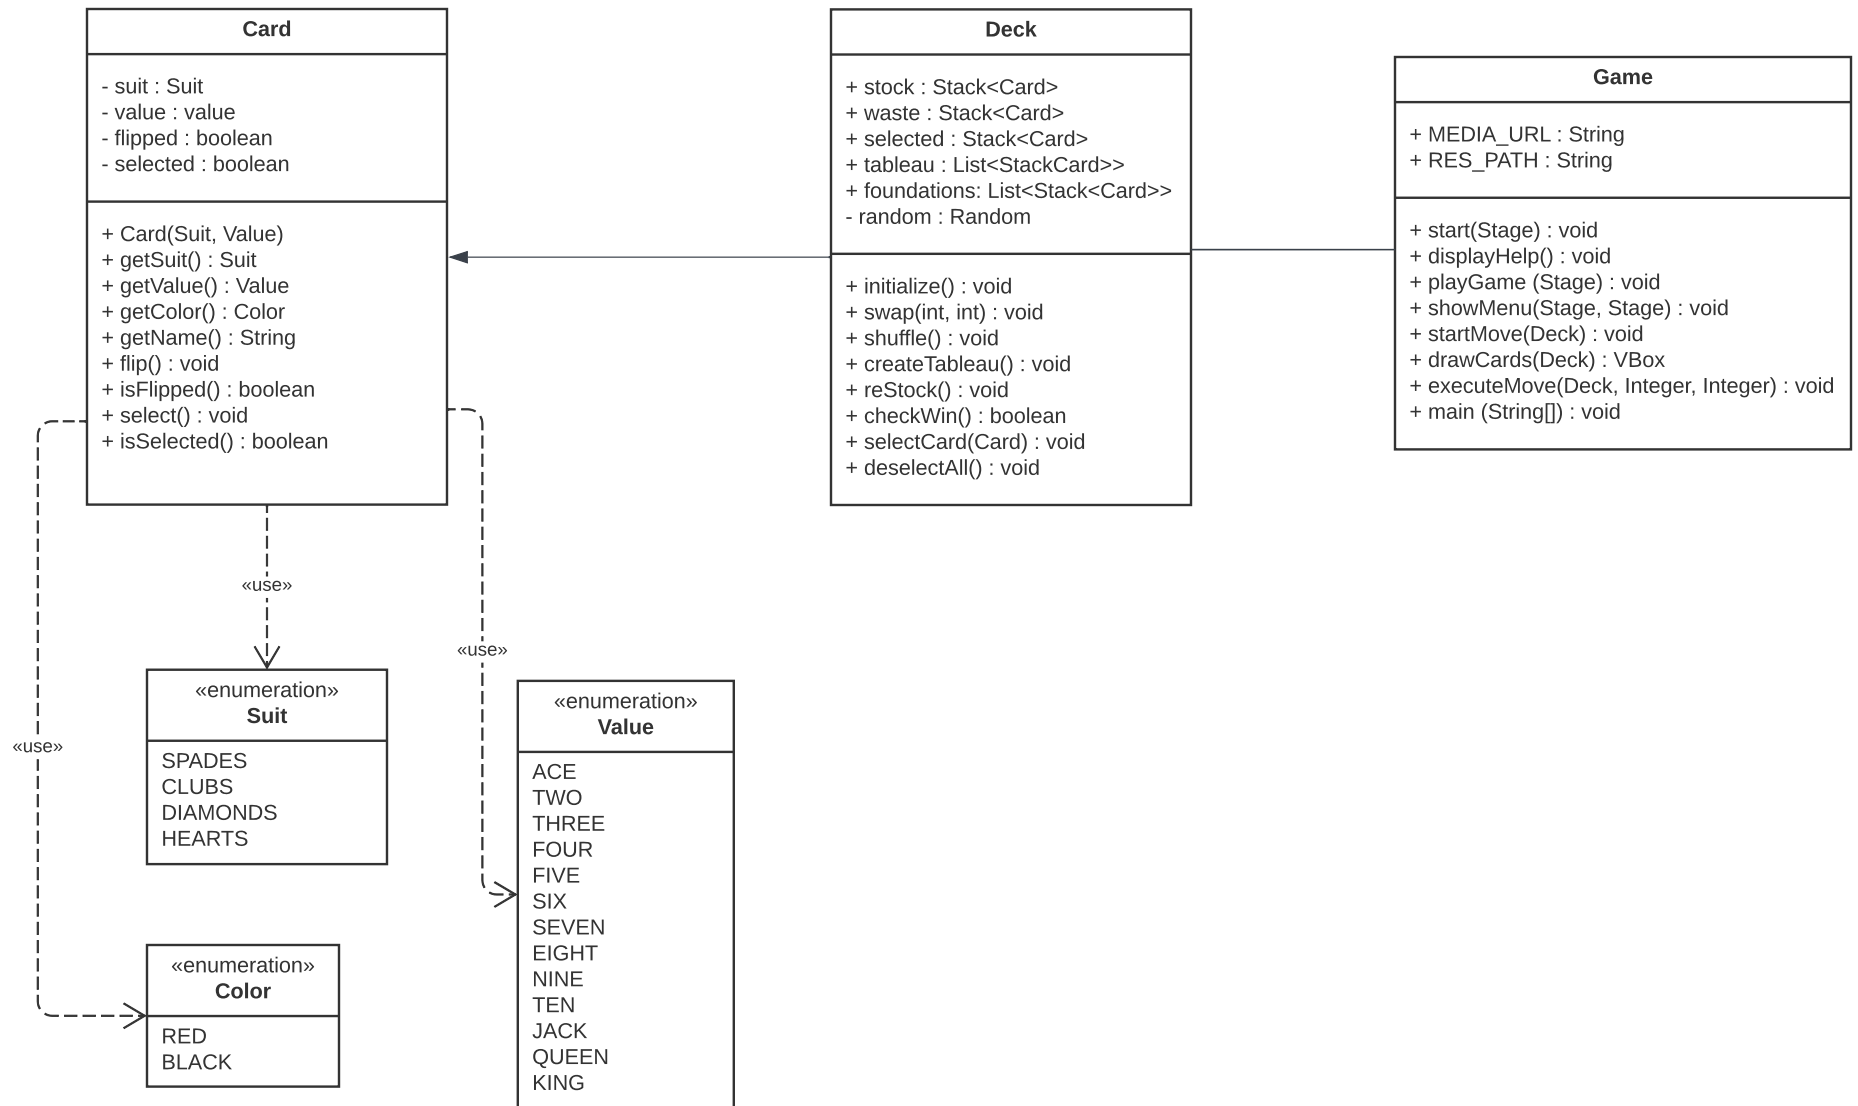 Card
- suit : Suit
- value : value
- flipped : boolean
- selected : boolean
+ Card(Suit, Value)
+ getSuit() : Suit
+ getValue() : Value
+ getColor() : Color
+ getName() : String
+ flip() : void
+ isFlipped() : boolean
+ select() : void
+ isSelected() : boolean
Deck
+ stock : Stack<Card>
+ waste : Stack<Card>
+ selected : Stack<Card>
+ tableau : List<StackCard>>
+ foundations: List<Stack<Card>>
- random : Random
+ initialize() : void
+ swap(int, int) : void
+ shuffle() : void
+ createTableau() : void
+ reStock() : void
+ checkWin() : boolean
+ selectCard(Card) : void
+ deselectAll() : void
Game
+ MEDIA_URL : String
+ RES_PATH : String
+ start(Stage) : void
+ displayHelp() : void
+ playGame (Stage) : void
+ showMenu(Stage, Stage) : void
+ startMove(Deck) : void
+ drawCards(Deck) : VBox
+ executeMove(Deck, Integer, Integer) : void
+ main (String[]) : void
«use»
«use»
«use»
«enumeration»
Suit
SPADES
CLUBS
DIAMONDS
HEARTS
«enumeration»
Value
ACE
TWO
THREE
FOUR
FIVE
SIX
SEVEN
EIGHT
NINE
TEN
JACK
QUEEN
KING
«enumeration»
Color
RED
BLACK